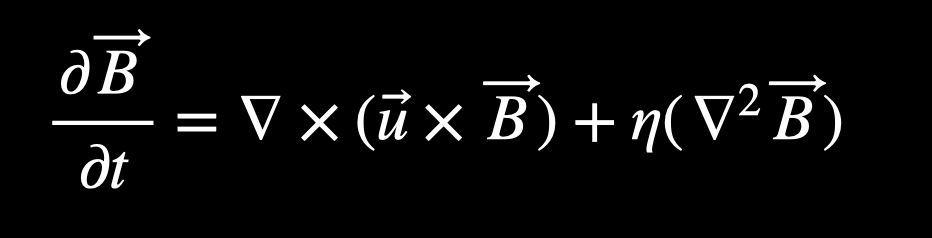 ∂B⃗/∂t = ∇ × (u⃗ × B⃗) + η(∇²B⃗)